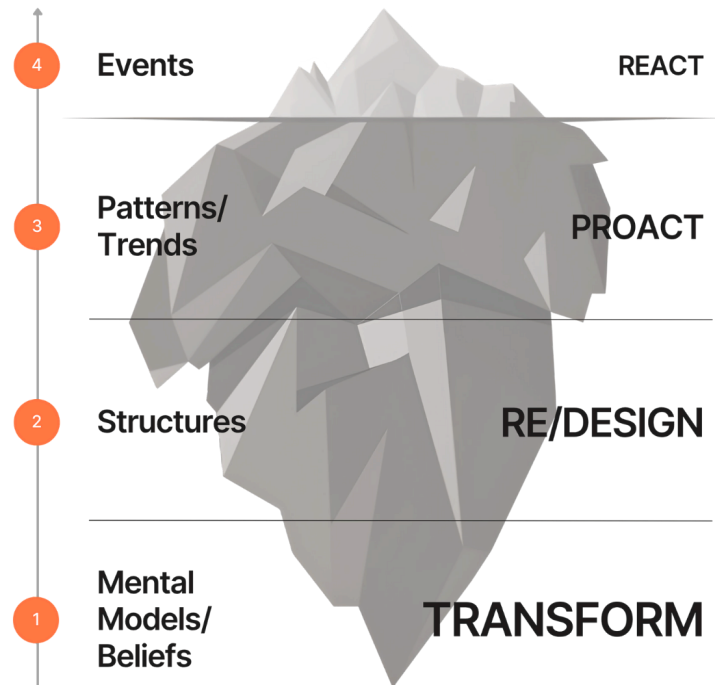 4
Events
REACT
3
Patterns/
Trends
PROACT
2
Structures
RE/DESIGN
1
Mental
Models/
Beliefs
TRANSFORM